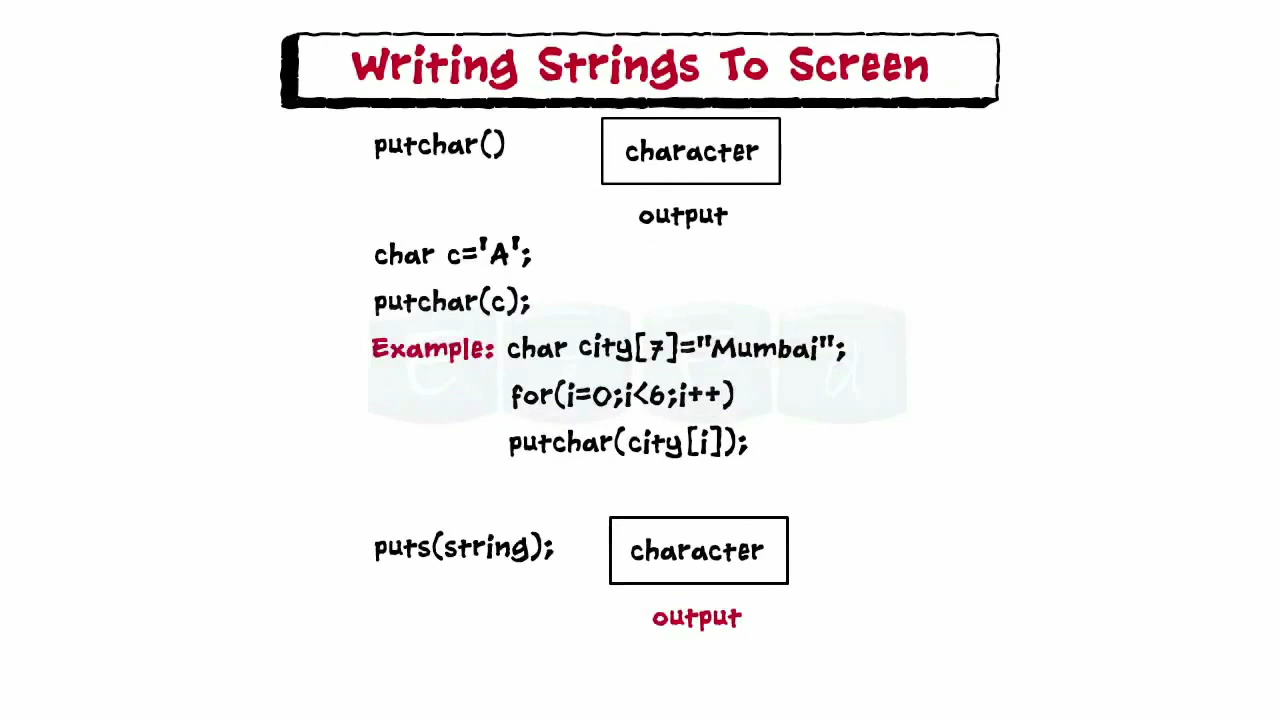 Writing Strings To Screen
putchar()
character
output
char c='A';
putchar(c);
Example: char city[7]="Mumbai";
for(i=0;i<6;i++)
putchar(city[i]);
puts(string);
character
output